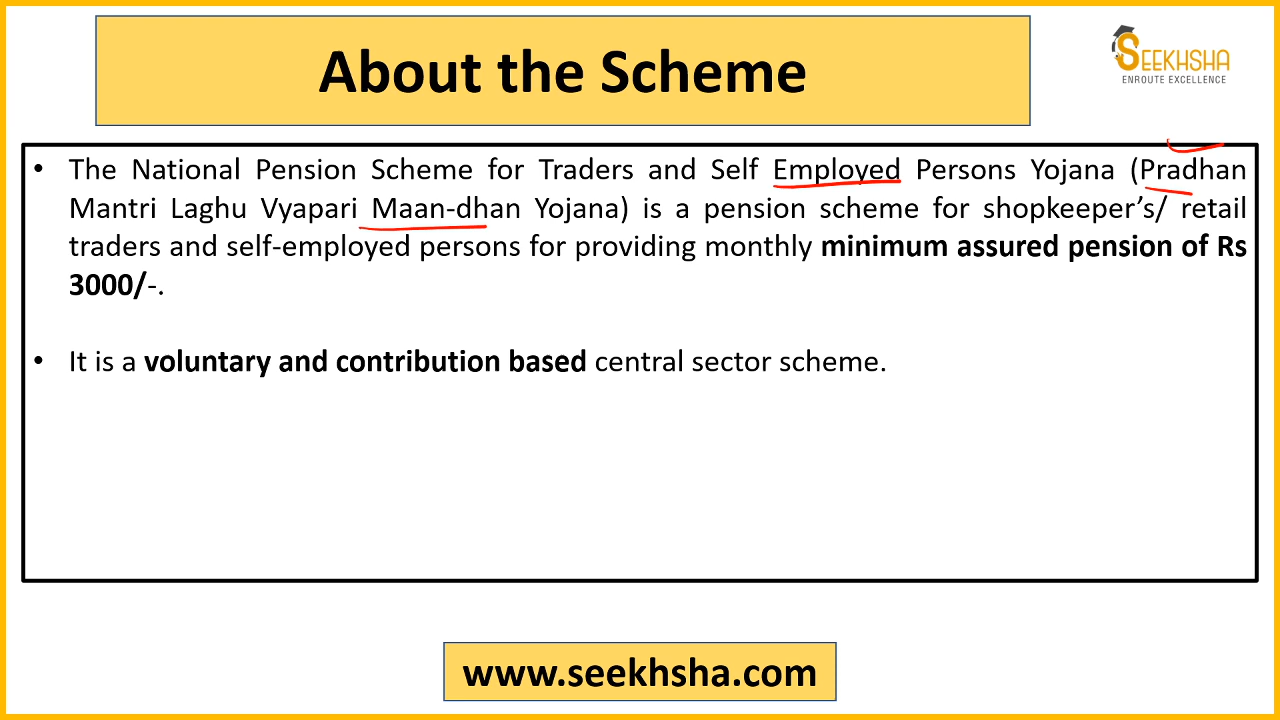 About the Scheme
SEEKHSHA
ENROUTE EXCELLENCE
• The National Pension Scheme for Traders and Self Employed Persons Yojana (Pradhan
Mantri Laghu Vyapari Maan-dhan Yojana) is a pension scheme for shopkeeper’s/ retail
traders and self-employed persons for providing monthly minimum assured pension of Rs
3000/-.
• It is a voluntary and contribution based central sector scheme.
www.seekhsha.com